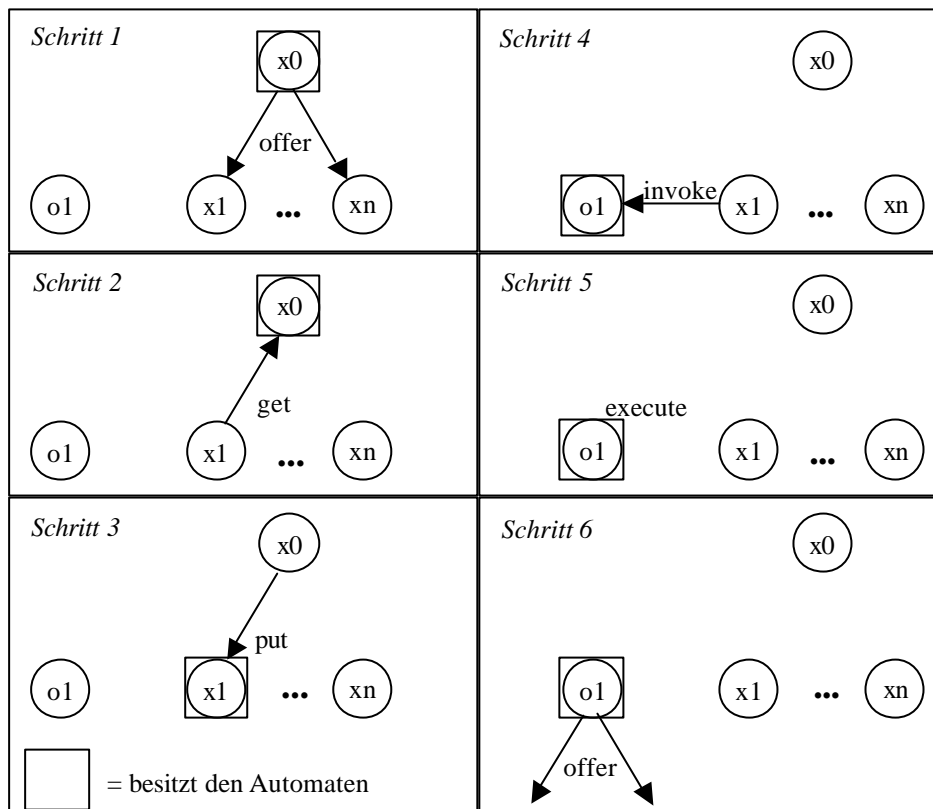 Schritt 1
x0
offer
o1 x1 ... xn
Schritt 2
x0
get
o1 x1 ... xn
Schritt 3
x0
put
o1 x1 ... xn
= besitzt den Automaten
Schritt 4
x0
invoke
o1 x1 ... xn
Schritt 5
x0
execute
o1 x1 ... xn
Schritt 6
x0
o1 x1 ... xn
offer